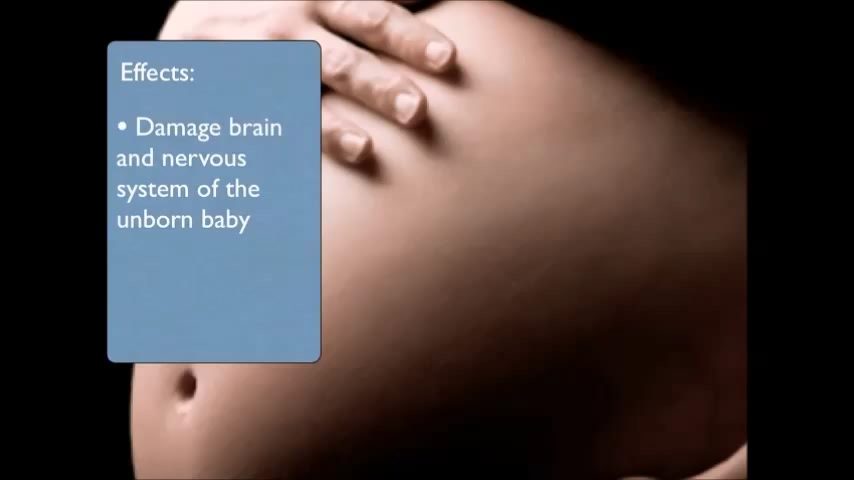 Effects:
• Damage brain
and nervous
system of the
unborn baby